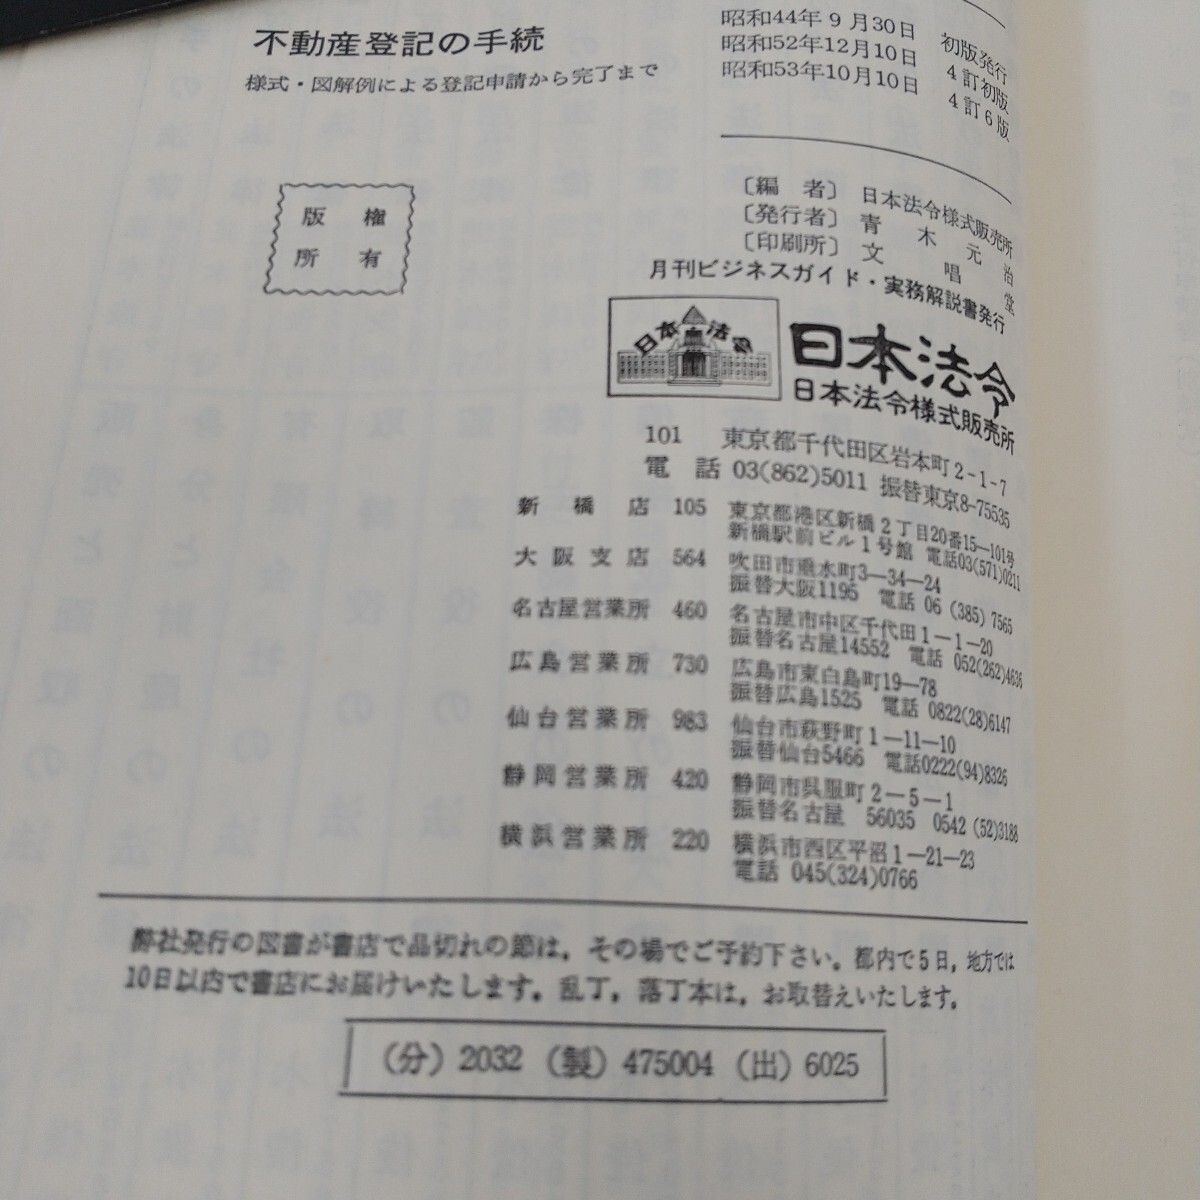 不動産登記の手続
様式・図解例による登記申請から完了まで
昭和44年9月30日 初版発行
昭和52年12月10日 4訂初版
昭和53年10月10日 4訂6版
版権
所有
〔編者〕 日本法令様式販売所
〔発行者〕 青木元治
〔印刷所〕 文唱堂
月刊ビジネスガイド・実務解説書発行
日本法令
日本法令
日本法令様式販売所
101 東京都千代田区岩本町2-1-7
電話 03(862)5011 振替東京8-75535
新橋店 105 東京都港区新橋2丁目20番15―101号
新橋駅前ビル1号館 電話03(571)0211
大阪支店 564 吹田市垂水町3―34―24
振替大阪1195 電話 06(385)7565
名古屋営業所 460 名古屋市中区千代田1―1―20
振替名古屋14552 電話 052(262)4636
広島営業所 730 広島市東白島町19―78
振替広島1525 電話 0822(28)6147
仙台営業所 983 仙台市萩野町1―11―10
振替仙台5466 電話0222(94)8326
静岡営業所 420 静岡市呉服町2―5―1
振替名古屋 56035 0542(52)3188
横浜営業所 220 横浜市西区平沼1―21―23
電話 045(324)0766
弊社発行の図書が書店で品切れの節は，その場でご予約下さい。都内で5日，地方では
10日以内で書店にお届けいたします。乱丁，落丁本は，お取替えいたします。
（分）2032（製）475004（出）6025